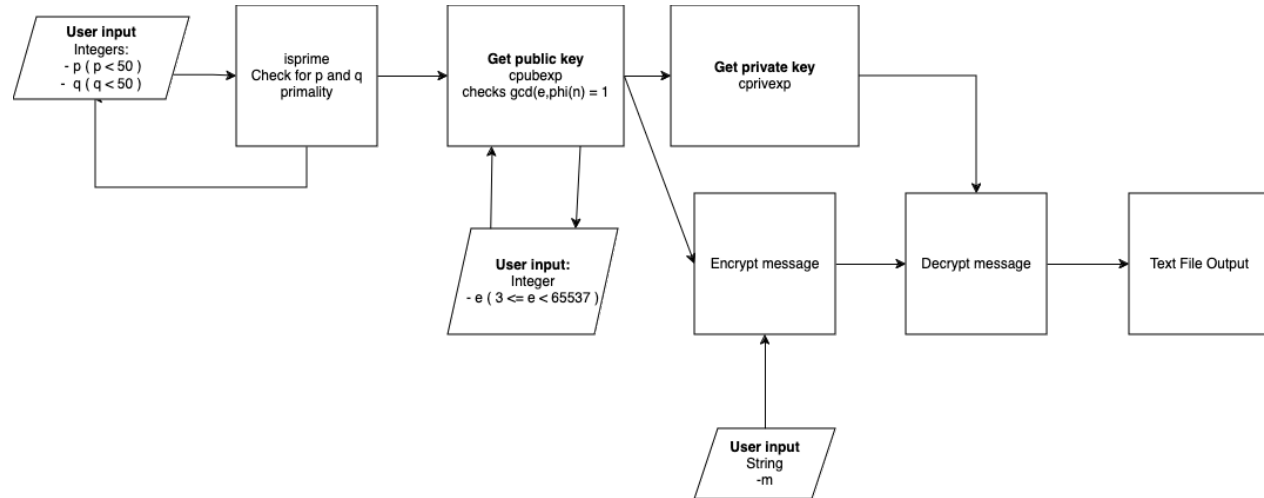 User input
Integers:
- p ( p < 50 )
- q ( q < 50 )
isprime
Check for p and q
primality
Get public key
cpubexp
checks gcd(e,phi(n) = 1
Get private key
cprivexp
User input:
Integer
- e ( 3 <= e < 65537 )
Encrypt message
Decrypt message
Text File Output
User input
String
-m